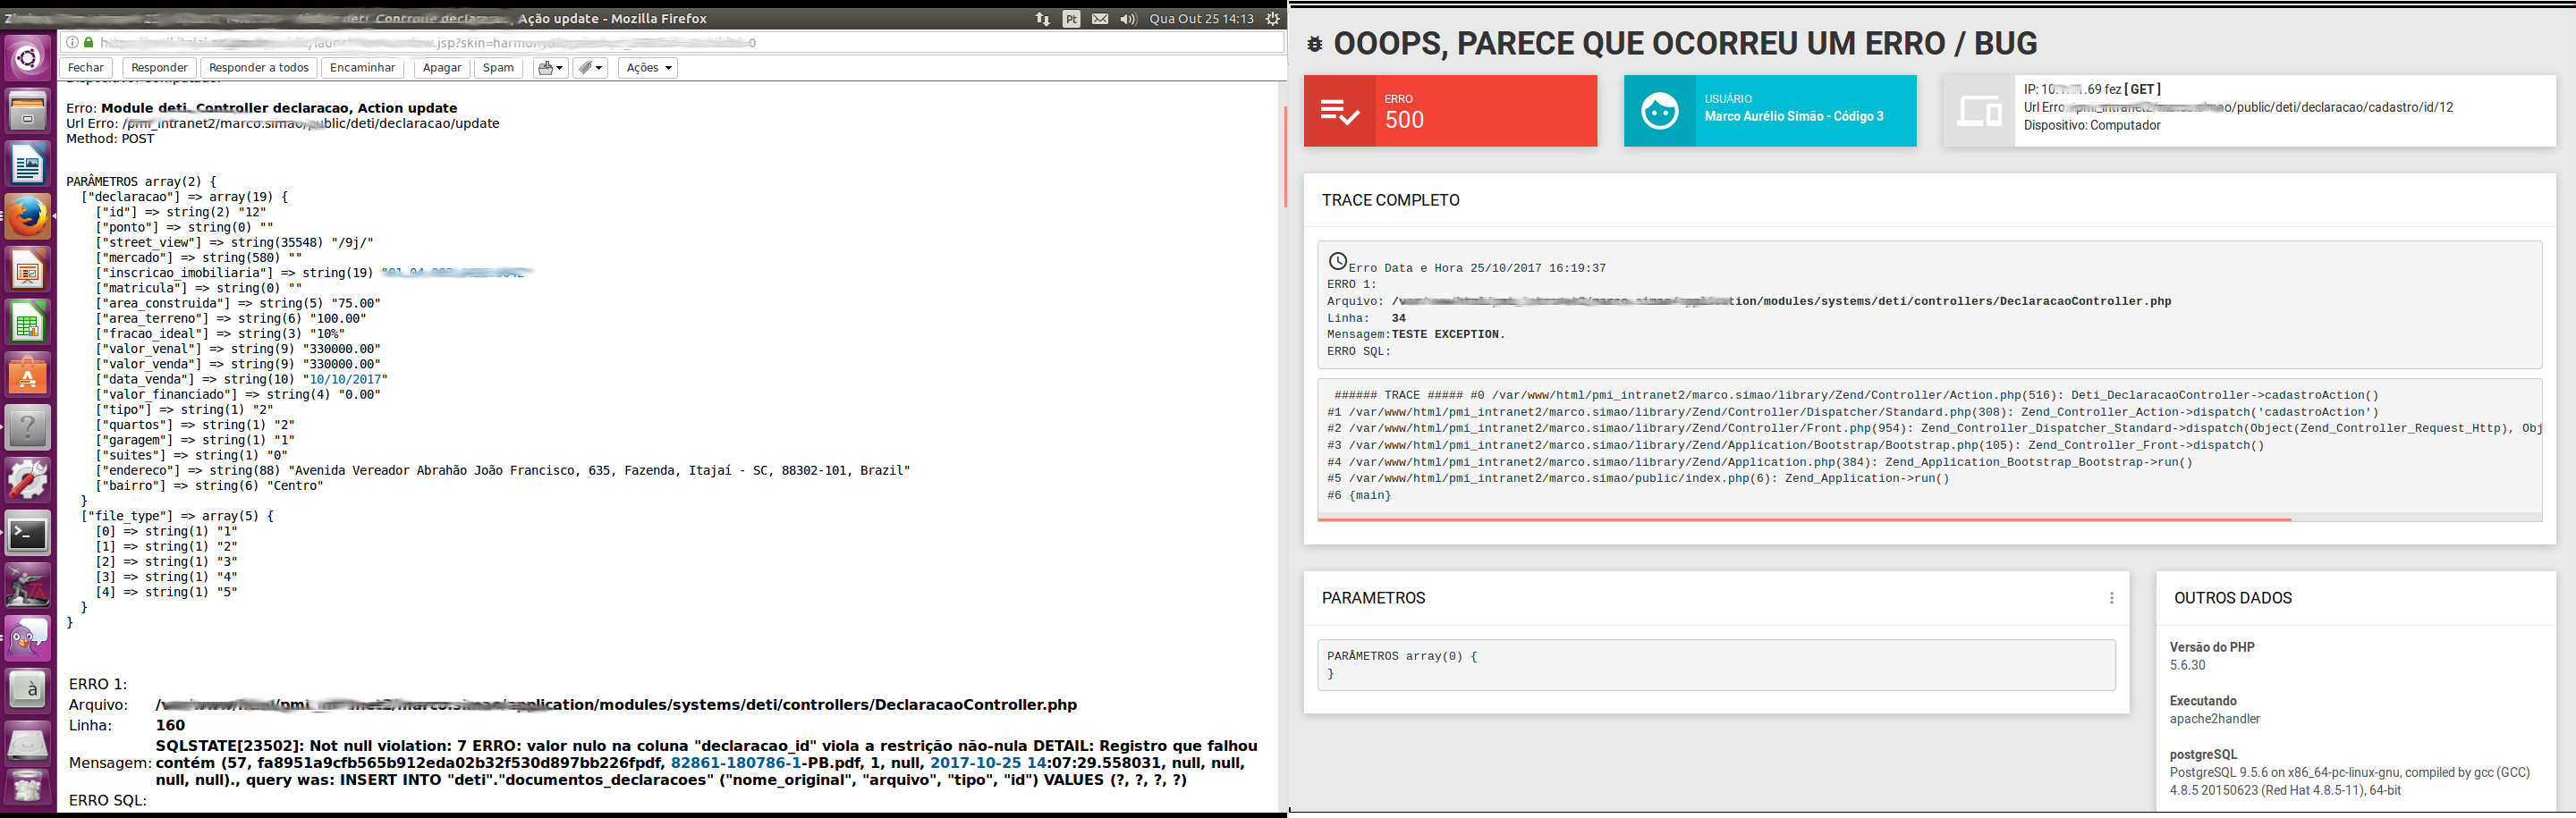 Ação update - Mozilla Firefox
Pt
Qua Out 25 14:13
.jsp?skin=harmony
Fechar Responder Responder a todos Encaminhar Apagar Spam Ações
Erro: Module deti, Controller declaracao, Action update
Url Erro: /pmi_intranet2/marco.simao/public/deti/declaracao/update
Method: POST
PARÂMETROS array(2) {
["declaracao"] => array(19) {
["id"] => string(2) "12"
["ponto"] => string(0) ""
["street_view"] => string(35548) "/9j/"
["mercado"] => string(580) ""
["inscricao_imobiliaria"] => string(19)
["matricula"] => string(0) ""
["area_construida"] => string(5) "75.00"
["area_terreno"] => string(6) "100.00"
["fracao_ideal"] => string(3) "10%"
["valor_venal"] => string(9) "330000.00"
["valor_venda"] => string(9) "330000.00"
["data_venda"] => string(10) "10/10/2017"
["valor_financiado"] => string(4) "0.00"
["tipo"] => string(1) "2"
["quartos"] => string(1) "2"
["garagem"] => string(1) "1"
["suites"] => string(1) "0"
["endereco"] => string(88) "Avenida Vereador Abrahão João Francisco, 635, Fazenda, Itajaí - SC, 88302-101, Brazil"
["bairro"] => string(6) "Centro"
}
["file_type"] => array(5) {
[0] => string(1) "1"
[1] => string(1) "2"
[2] => string(1) "3"
[3] => string(1) "4"
[4] => string(1) "5"
}
}
ERRO 1:
Arquivo: application/modules/systems/deti/controllers/DeclaracaoController.php
Linha: 160
Mensagem: SQLSTATE[23502]: Not null violation: 7 ERRO: valor nulo na coluna "declaracao_id" viola a restrição não-nula DETAIL: Registro que falhou
contém (57, fa8951a9cfb565b912eda02b32f530d897bb226fpdf, 82861-180786-1-PB.pdf, 1, null, 2017-10-25 14:07:29.558031, null, null,
null, null)., query was: INSERT INTO "deti"."documentos_declaracoes" ("nome_original", "arquivo", "tipo", "id") VALUES (?, ?, ?, ?)
ERRO SQL:
OOOPS, PARECE QUE OCORREU UM ERRO / BUG
ERRO
500
USUÁRIO
Marco Aurélio Simão - Código 3
IP: 10. .69 fez [ GET ]
Url Erro /pmi_intranet2/marco.simao/public/deti/declaracao/cadastro/id/12
Dispositivo: Computador
TRACE COMPLETO
Erro Data e Hora 25/10/2017 16:19:37
ERRO 1:
Arquivo: /var/www/html/pmi_intranet2/marco.simao/application/modules/systems/deti/controllers/DeclaracaoController.php
Linha: 34
Mensagem:TESTE EXCEPTION.
ERRO SQL:
###### TRACE ##### #0 /var/www/html/pmi_intranet2/marco.simao/library/Zend/Controller/Action.php(516): Deti_DeclaracaoController->cadastroAction()
#1 /var/www/html/pmi_intranet2/marco.simao/library/Zend/Controller/Dispatcher/Standard.php(308): Zend_Controller_Action->dispatch('cadastroAction')
#2 /var/www/html/pmi_intranet2/marco.simao/library/Zend/Controller/Front.php(954): Zend_Controller_Dispatcher_Standard->dispatch(Object(Zend_Controller_Request_Http), Obj
#3 /var/www/html/pmi_intranet2/marco.simao/library/Zend/Application/Bootstrap/Bootstrap.php(105): Zend_Controller_Front->dispatch()
#4 /var/www/html/pmi_intranet2/marco.simao/library/Zend/Application.php(384): Zend_Application_Bootstrap_Bootstrap->run()
#5 /var/www/html/pmi_intranet2/marco.simao/public/index.php(6): Zend_Application->run()
#6 {main}
PARAMETROS
PARÂMETROS array(0) {
}
OUTROS DADOS
Versão do PHP
5.6.30
Executando
apache2handler
postgreSQL
PostgreSQL 9.5.6 on x86_64-pc-linux-gnu, compiled by gcc (GCC)
4.8.5 20150623 (Red Hat 4.8.5-11), 64-bit